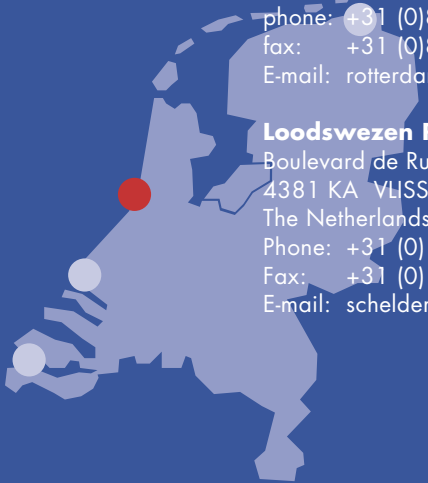 phone: +31 (0)
fax: +31 (0)
E-mail: rotterda
Loodswezen
Boulevard de Ru
4381 KA VLISS
The Netherlands
Phone: +31 (0)
Fax: +31 (0)
E-mail: schelde